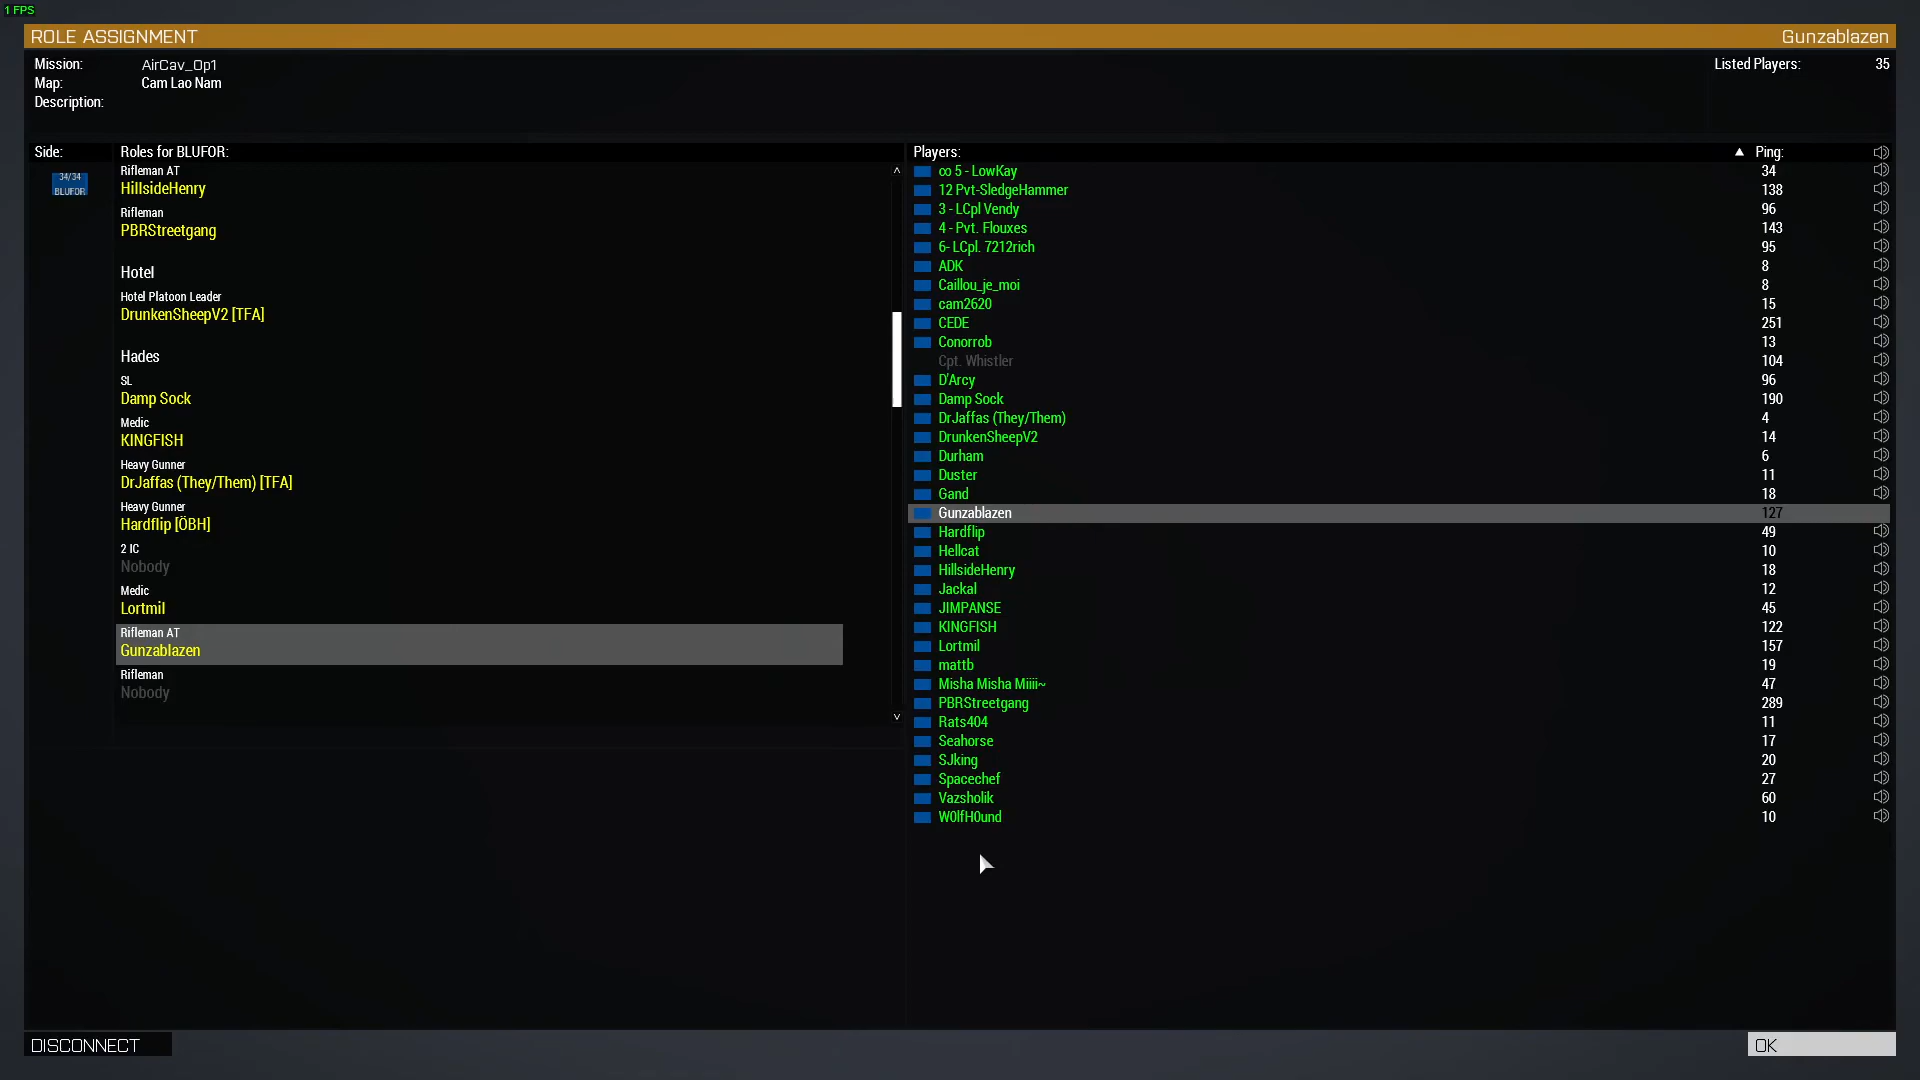 1 FPS
ROLE ASSIGNMENT
Gunzablazen
Mission: AirCav_Op1
Listed Players: 35
Map: Cam Lao Nam
Description:
Side:
34/34
BLUFOR
Roles for BLUFOR:
Rifleman AT
HillsideHenry
Rifleman
PBRStreetgang
Hotel
Hotel Platoon Leader
DrunkenSheepV2 [TFA]
Hades
SL
Damp Sock
Medic
KINGFISH
Heavy Gunner
DrJaffas (They/Them) [TFA]
Heavy Gunner
Hardflip [ÖBH]
2 IC
Nobody
Medic
Lortmil
Rifleman AT
Gunzablazen
Rifleman
Nobody
Players: Ping:
∞ 5 - LowKay 34
12 Pvt-SledgeHammer 138
3 - LCpl Vendy 96
4 - Pvt. Flouxes 143
6- LCpl. 7212rich 95
ADK 8
Caillou_je_moi 8
cam2620 15
CEDE 251
Conorrob 13
Cpt. Whistler 104
D'Arcy 96
Damp Sock 190
DrJaffas (They/Them) 4
DrunkenSheepV2 14
Durham 6
Duster 11
Gand 18
Gunzablazen 127
Hardflip 49
Hellcat 10
HillsideHenry 18
Jackal 12
JIMPANSE 45
KINGFISH 122
Lortmil 157
mattb 19
Misha Misha Miiii~ 47
PBRStreetgang 289
Rats404 11
Seahorse 17
SJking 20
Spacechef 27
Vazsholik 60
W0lfH0und 10
DISCONNECT
OK